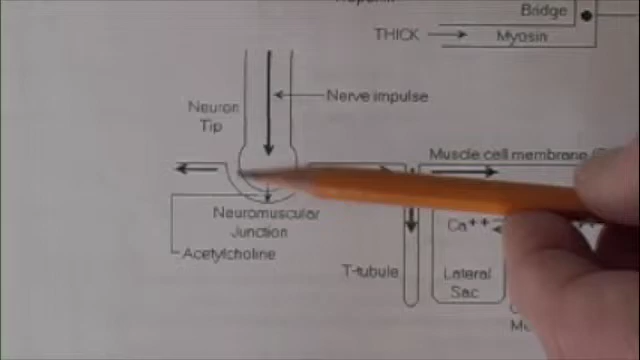 Bridge
THICK
Myosin
Nerve impulse
Neuron
Tip
Muscle cell membrane
Neuromuscular
Junction
Ca++
Acetylcholine
T-tubule
Lateral
Sac